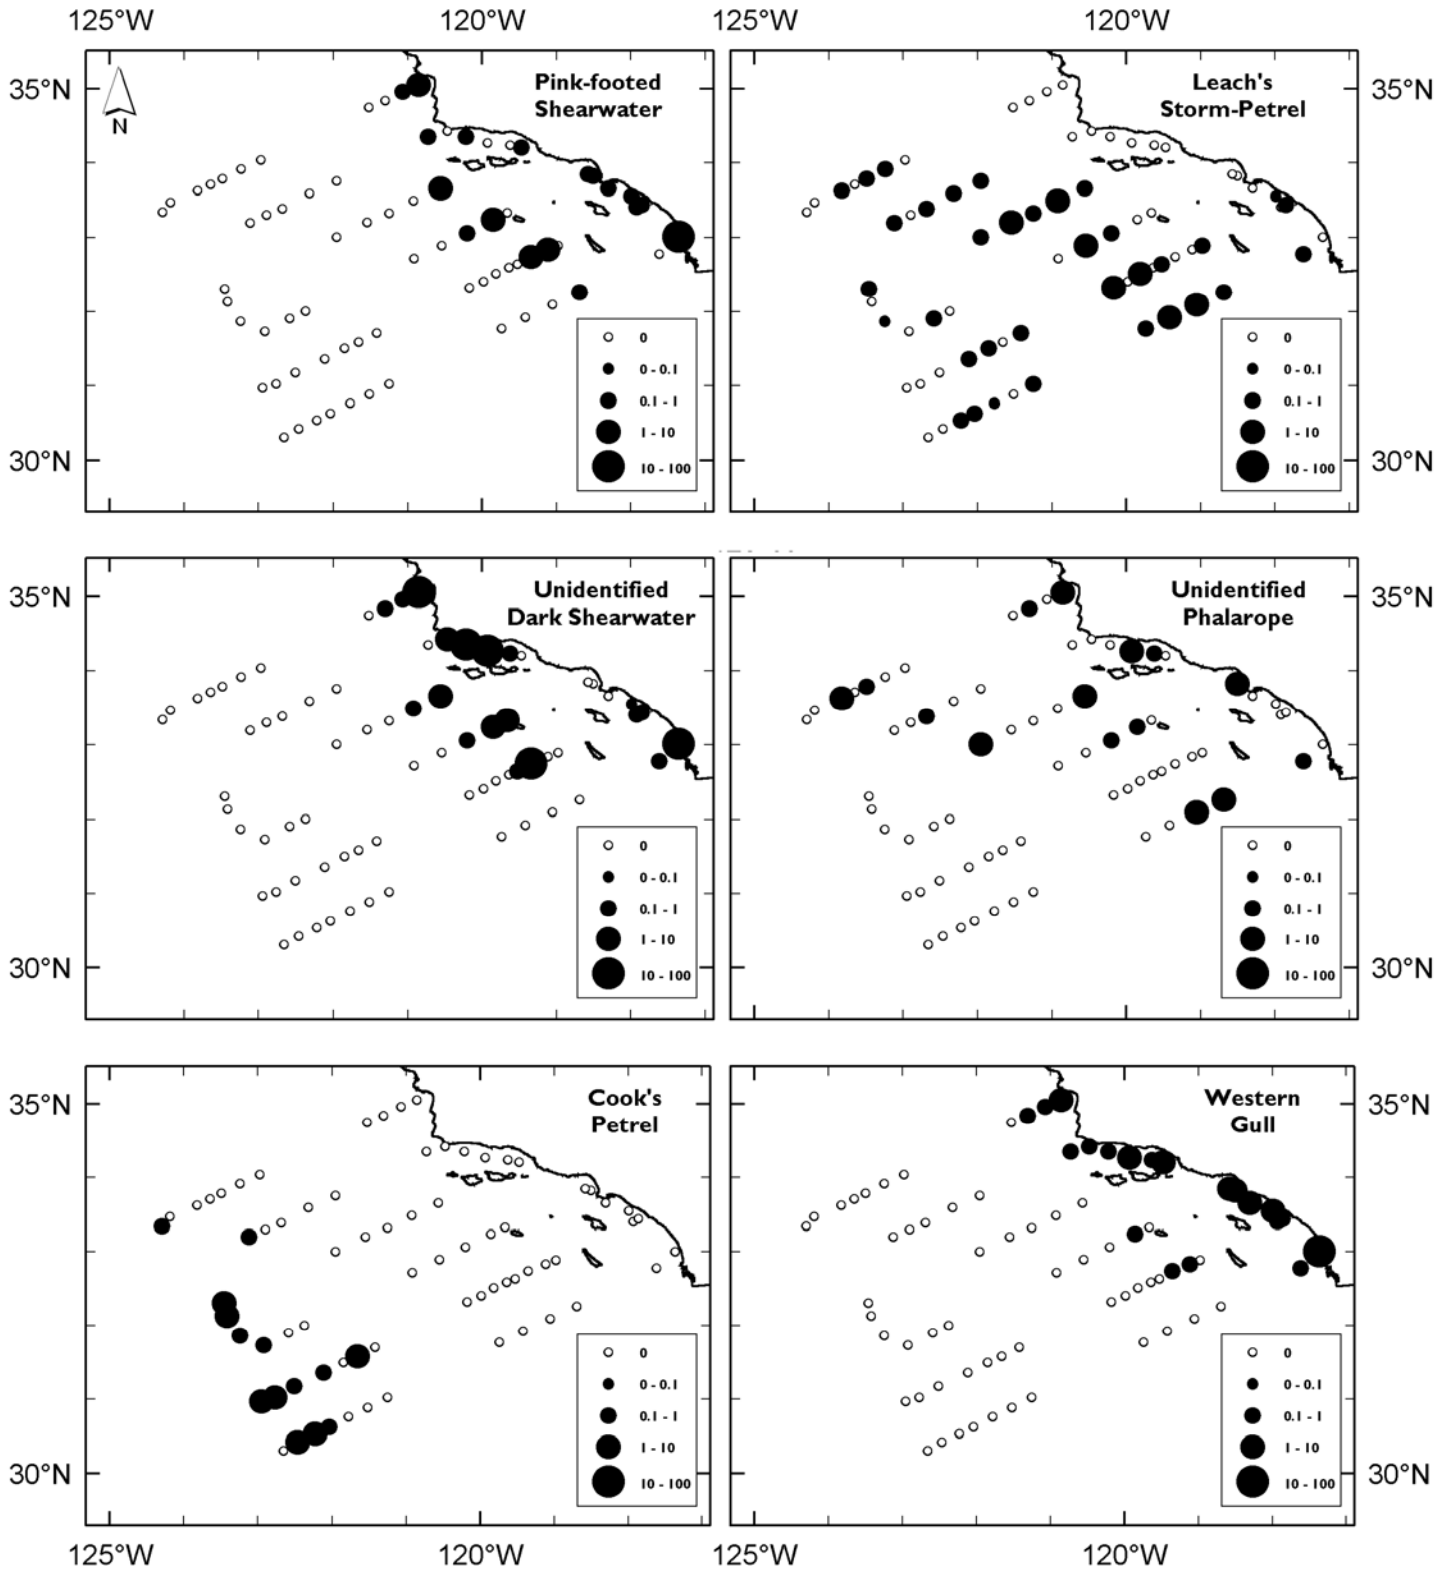 125°W 120°W 125°W 120°W
35°N
N
Pink-footed
Shearwater
0
0 - 0.1
0.1 - 1
1 - 10
10 - 100
30°N
Leach's
Storm-Petrel
35°N
0
0 - 0.1
0.1 - 1
1 - 10
10 - 100
30°N
35°N
Unidentified
Dark Shearwater
0
0 - 0.1
0.1 - 1
1 - 10
10 - 100
30°N
Unidentified
Phalarope
35°N
0
0 - 0.1
0.1 - 1
1 - 10
10 - 100
30°N
35°N
Cook's
Petrel
0
0 - 0.1
0.1 - 1
1 - 10
10 - 100
30°N
Western
Gull
35°N
0
0 - 0.1
0.1 - 1
1 - 10
10 - 100
30°N
125°W 120°W 125°W 120°W